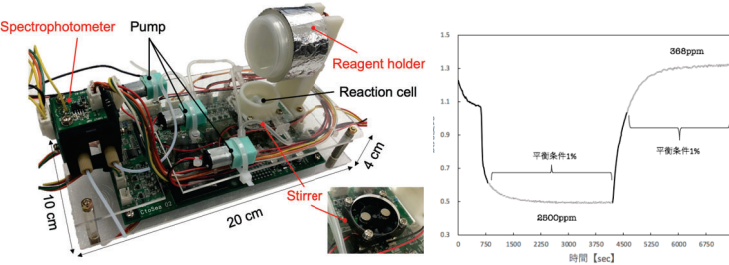 Spectrophotometer
Pump
Reagent holder
Reaction cell
Stirrer
10 cm
20 cm
4 cm
1.5
1.3
1.1
0.9
0.7
0.5
0.3
368ppm
平衡条件1%
平衡条件1%
2500ppm
0 750 1500 2250 3000 3750 4500 5250 6000 6750
時間【sec】